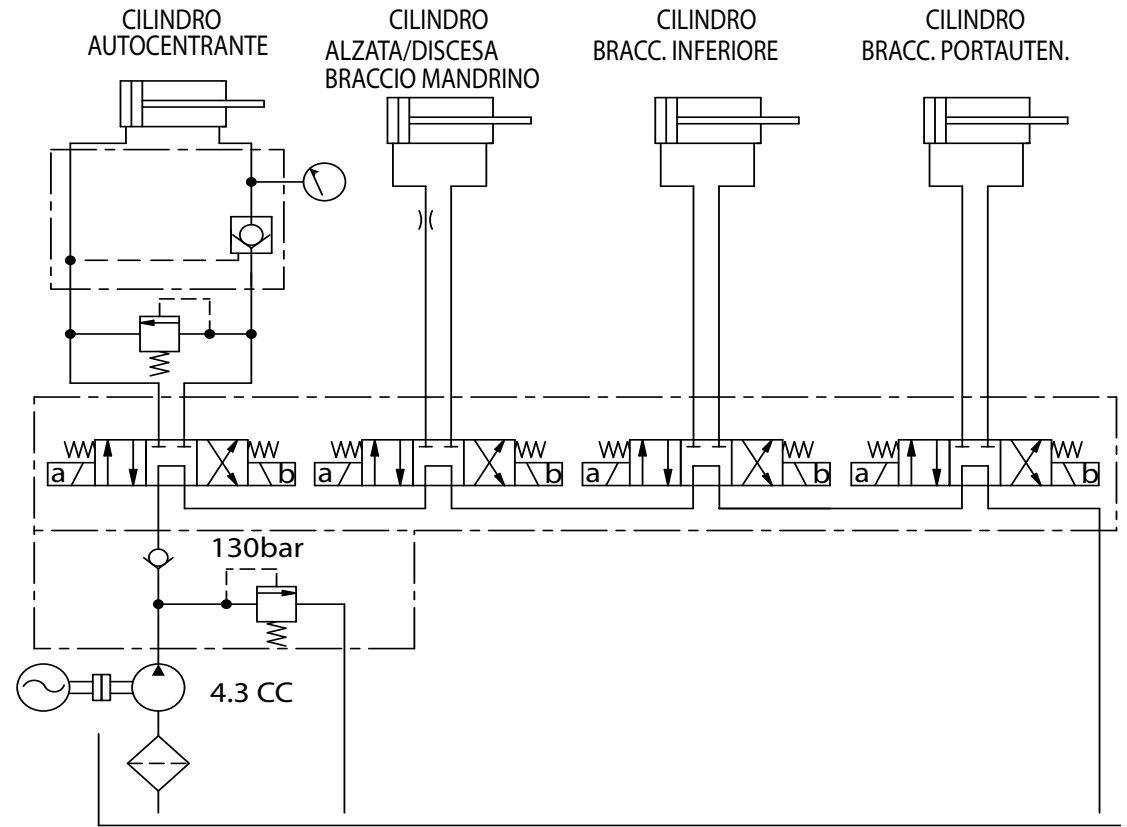 CILINDRO
AUTOCENTRANTE
CILINDRO
ALZATA/DISCESA
BRACCIO MANDRINO
CILINDRO
BRACC. INFERIORE
CILINDRO
BRACC. PORTAUTEN.
a
b
a
b
a
b
a
b
130bar
4.3 CC